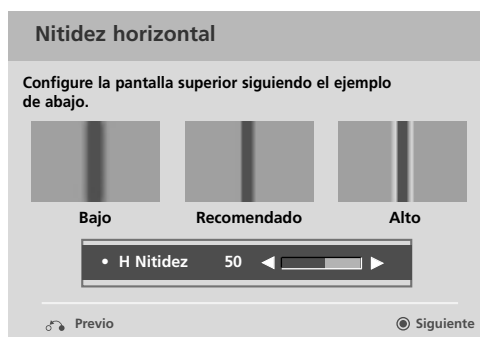 Nitidez horizontal
Configure la pantalla superior siguiendo el ejemplo
de abajo.
Bajo Recomendado Alto
• H Nitidez 50
Previo Siguiente